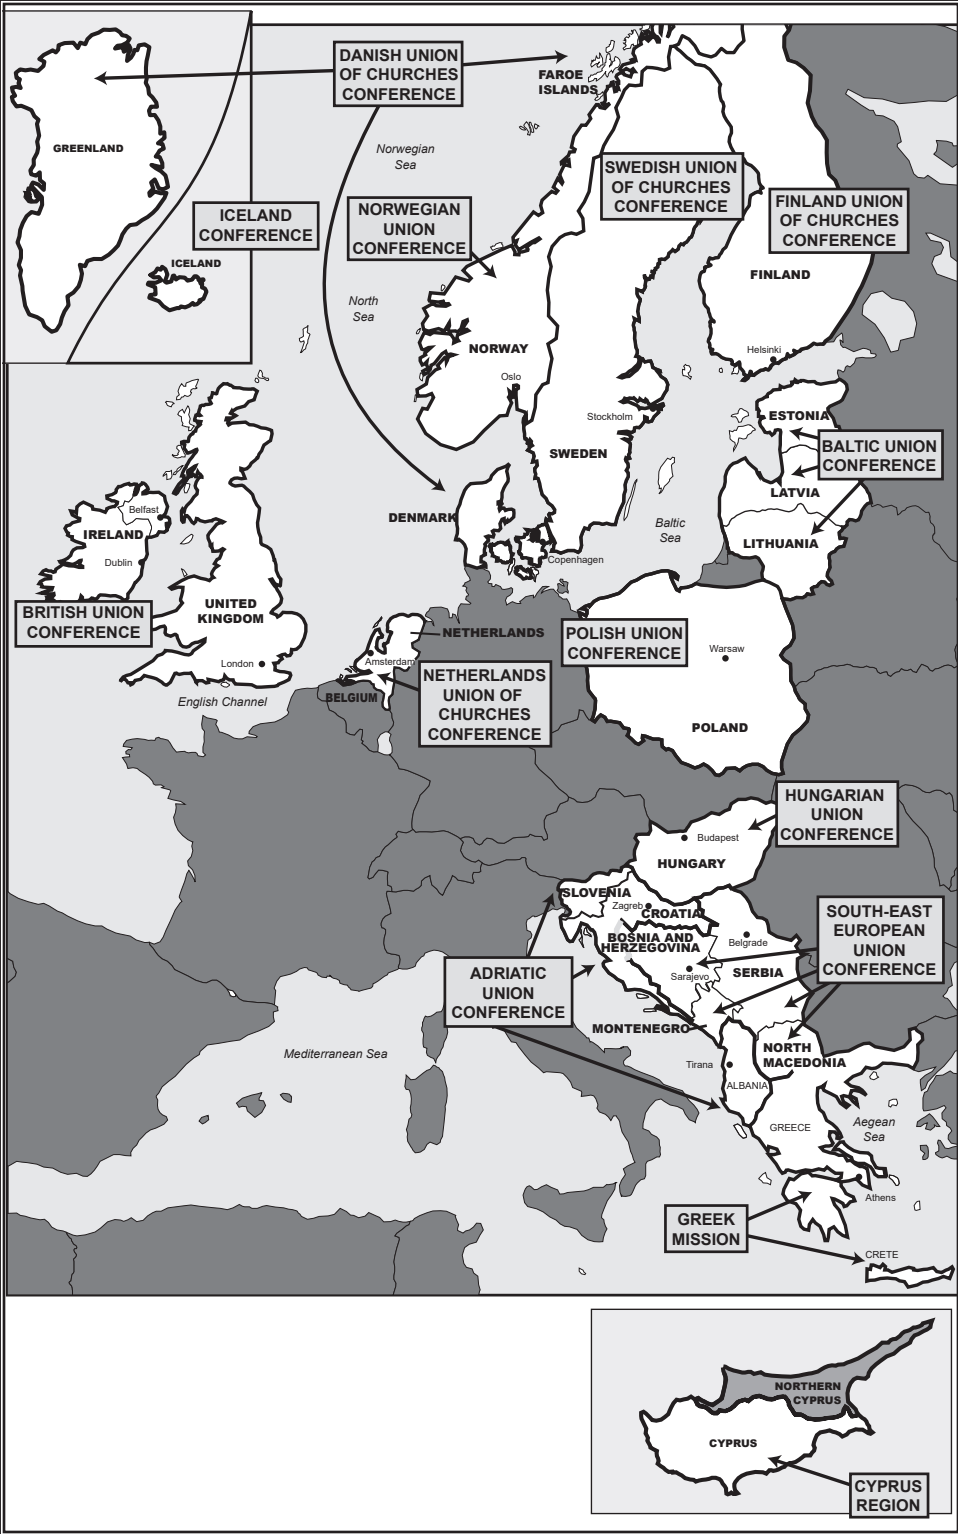 DANISH UNION
OF CHURCHES
CONFERENCE
FAROE
ISLANDS
GREENLAND
Norwegian
Sea
SWEDISH UNION
OF CHURCHES
CONFERENCE
FINLAND UNION
OF CHURCHES
CONFERENCE
NORWEGIAN
UNION
CONFERENCE
ICELAND
CONFERENCE
ICELAND
FINLAND
North
Sea
NORWAY
Helsinki
Oslo
Stockholm
ESTONIA
BALTIC UNION
CONFERENCE
SWEDEN
LATVIA
DENMARK
Baltic
Sea
Belfast
IRELAND
LITHUANIA
Dublin
Copenhagen
BRITISH UNION
CONFERENCE
UNITED
KINGDOM
NETHERLANDS
POLISH UNION
CONFERENCE
Warsaw
London
Amsterdam
English Channel
BELGIUM
NETHERLANDS
UNION OF
CHURCHES
CONFERENCE
POLAND
HUNGARIAN
UNION
CONFERENCE
Budapest
HUNGARY
SLOVENIA
Zagreb
CROATIA
SOUTH-EAST
EUROPEAN
UNION
CONFERENCE
BOSNIA AND
HERZEGOVINA
Belgrade
Sarajevo
SERBIA
ADRIATIC
UNION
CONFERENCE
MONTENEGRO
NORTH
MACEDONIA
Mediterranean Sea
Tirana
ALBANIA
GREECE
Aegean
Sea
Athens
GREEK
MISSION
CRETE
NORTHERN
CYPRUS
CYPRUS
CYPRUS
REGION